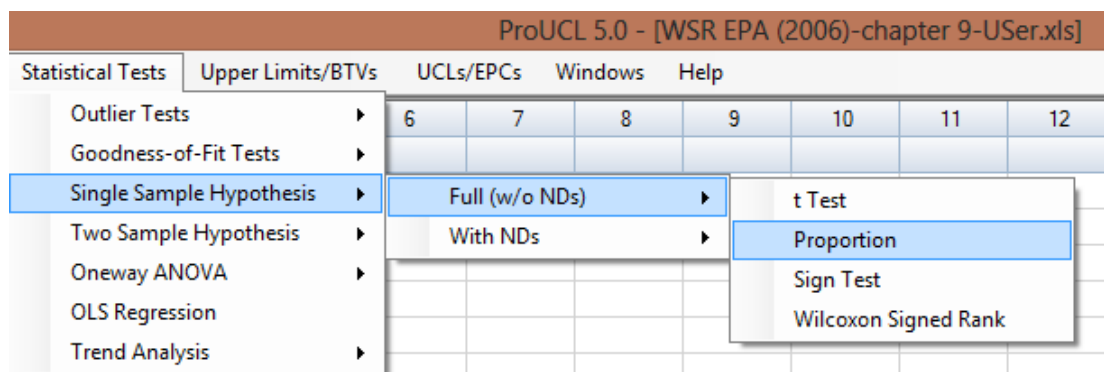 ProUCL 5.0 - [WSR EPA (2006)-chapter 9-USer.xls]
Statistical Tests Upper Limits/BTVs UCLs/EPCs Windows Help
Outlier Tests
Goodness-of-Fit Tests
Single Sample Hypothesis
Two Sample Hypothesis
Oneway ANOVA
OLS Regression
Trend Analysis
6 7 8 9 10 11 12
Full (w/o NDs)
With NDs
t Test
Proportion
Sign Test
Wilcoxon Signed Rank